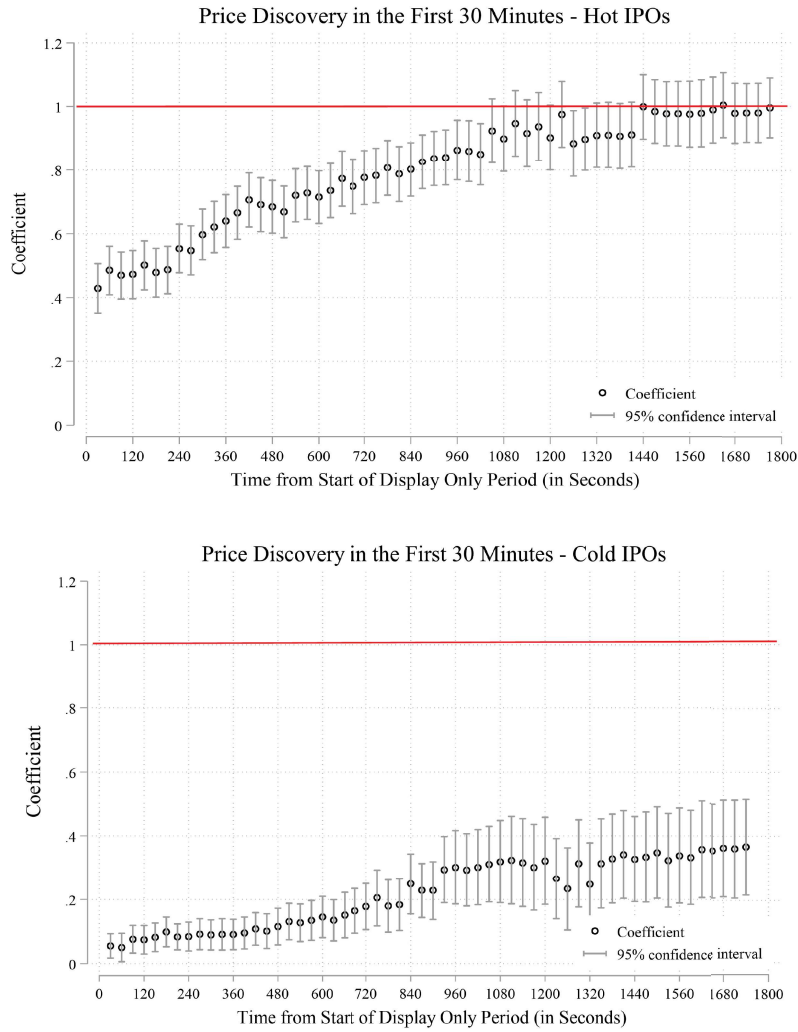 Price Discovery in the First 30 Minutes - Hot IPOs
1.2
1
.8
.6
.4
.2
0
Coefficient
Coefficient
95% confidence interval
0 120 240 360 480 600 720 840 960 1080 1200 1320 1440 1560 1680 1800
Time from Start of Display Only Period (in Seconds)
Price Discovery in the First 30 Minutes - Cold IPOs
1.2
1
.8
.6
.4
.2
0
Coefficient
Coefficient
95% confidence interval
0 120 240 360 480 600 720 840 960 1080 1200 1320 1440 1560 1680 1800
Time from Start of Display Only Period (in Seconds)